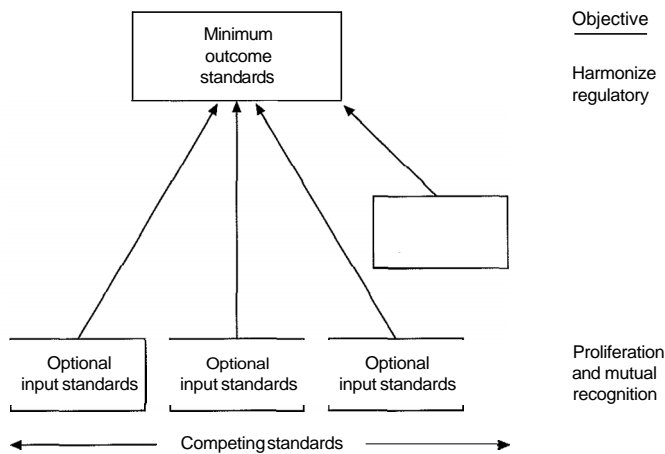 Objective
Minimum
outcome
standards
Harmonize
regulatory
Optional
input standards
Optional
input standards
Optional
input standards
Proliferation
and mutual
recognition
Competing standards